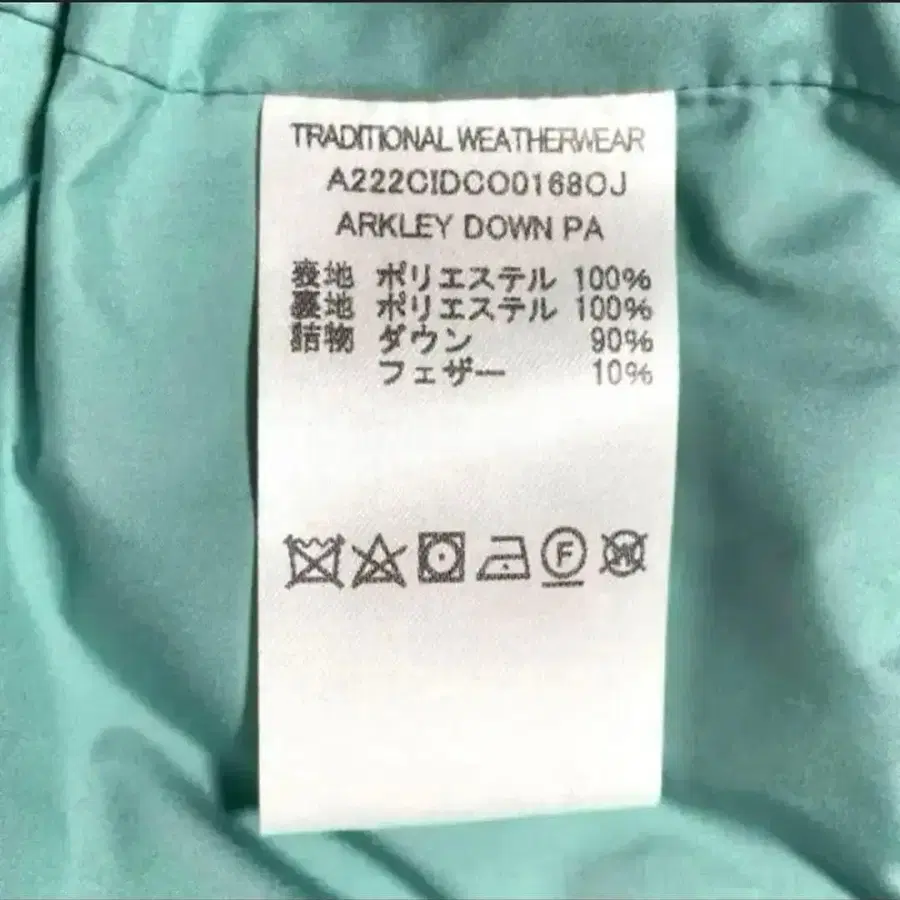 TRADITIONAL WEATHERWEAR
A222CIDCO0168OJ
ARKLEY DOWN PA
表地 ポリエステル 100%
裏地 ポリエステル 100%
詰物 ダウン 90%
フェザー 10%
F
W